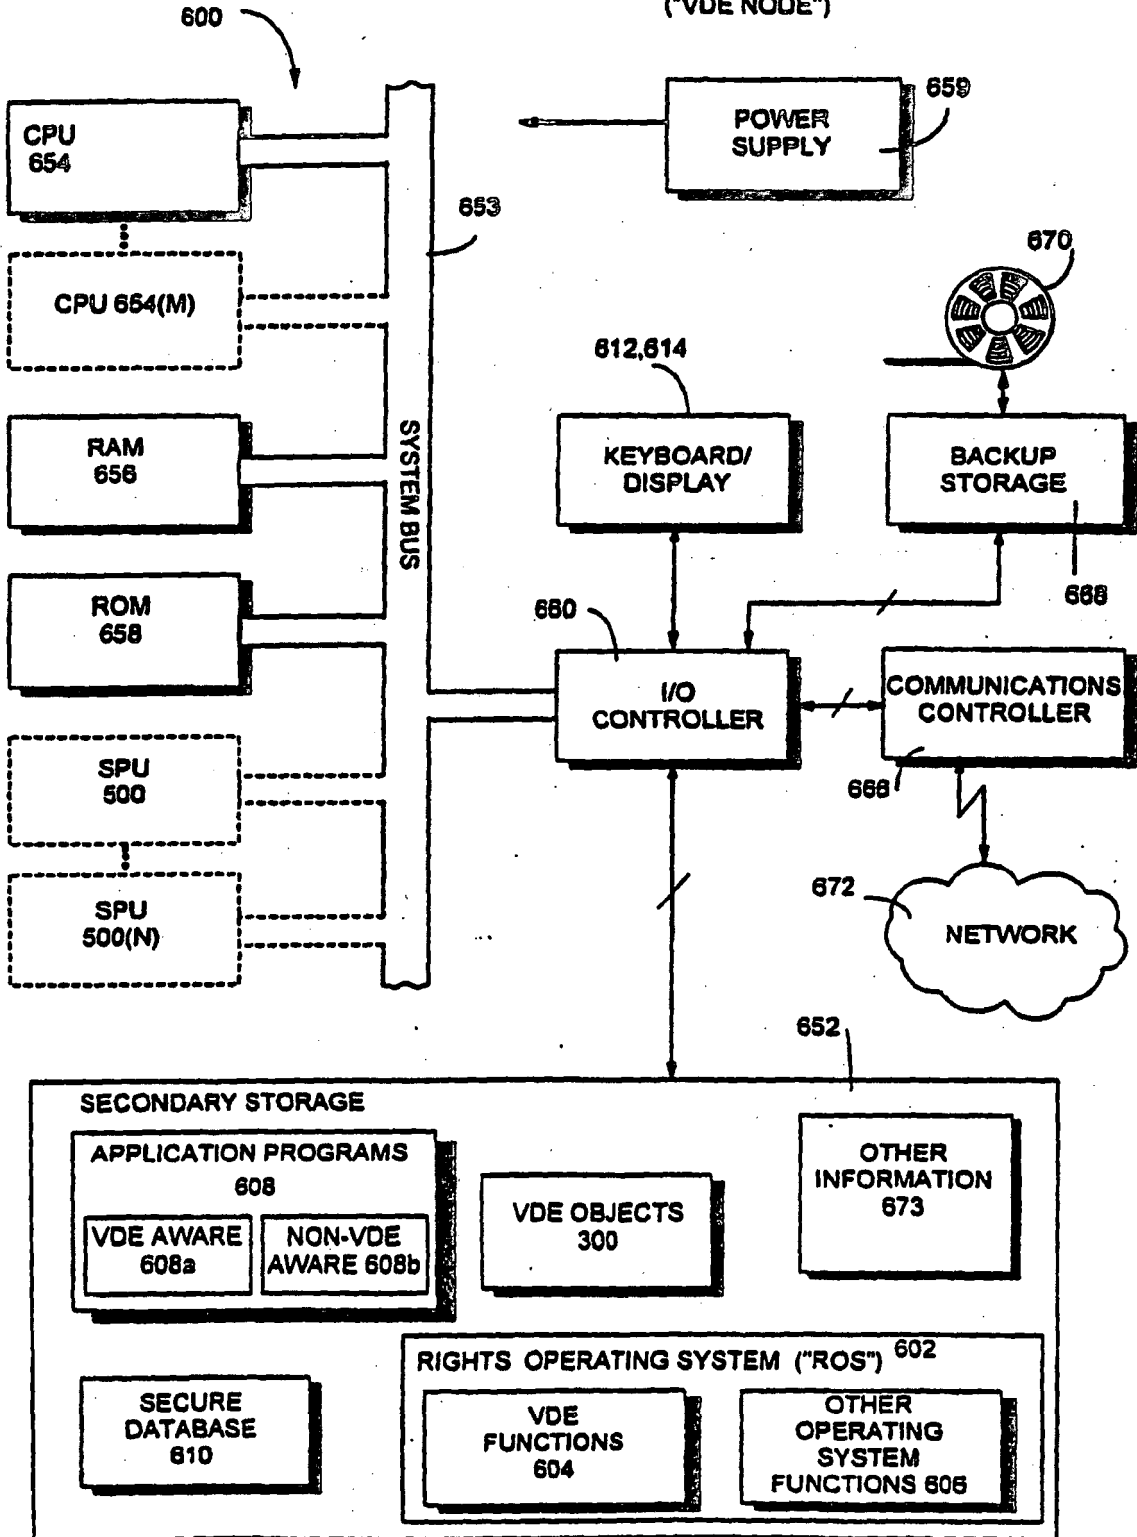 ("VDE NODE")
600
CPU
654
POWER
SUPPLY
659
653
CPU 654(M)
670
612,614
RAM
656
SYSTEM BUS
KEYBOARD/
DISPLAY
BACKUP
STORAGE
668
ROM
658
660
I/O
CONTROLLER
COMMUNICATIONS
CONTROLLER
666
SPU
500
SPU
500(N)
672
NETWORK
652
SECONDARY STORAGE
APPLICATION PROGRAMS
608
VDE AWARE
608a
NON-VDE
AWARE 608b
VDE OBJECTS
300
OTHER
INFORMATION
673
SECURE
DATABASE
610
RIGHTS OPERATING SYSTEM ("ROS") 602
VDE
FUNCTIONS
604
OTHER
OPERATING
SYSTEM
FUNCTIONS 606